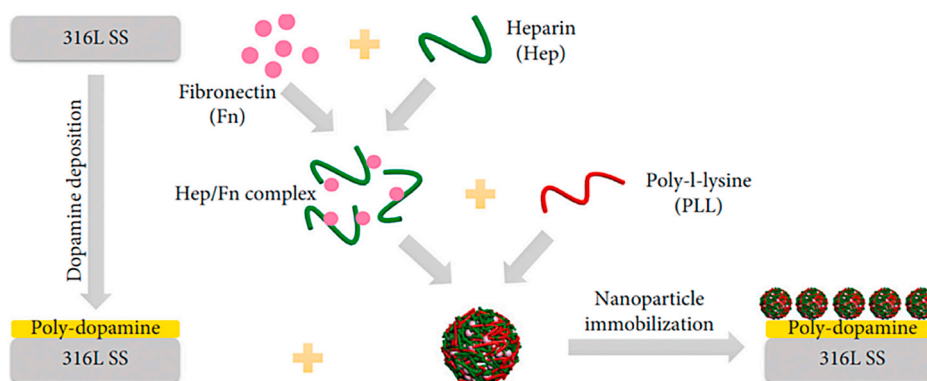 316L SS
Heparin
(Hep)
Fibronectin
(Fn)
Dopamine deposition
Hep/Fn complex
Poly-l-lysine
(PLL)
Nanoparticle
immobilization
Poly-dopamine
316L SS
Poly-dopamine
316L SS